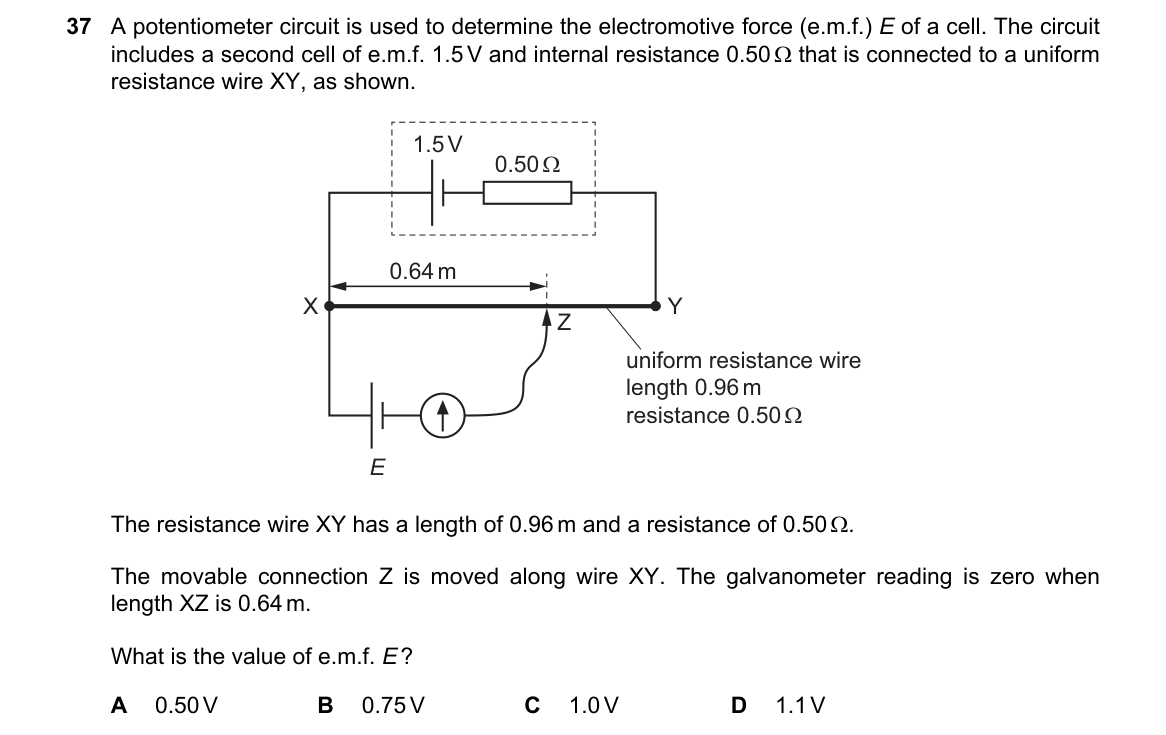 37 A potentiometer circuit is used to determine the electromotive force (e.m.f.) E of a cell. The circuit
includes a second cell of e.m.f. 1.5 V and internal resistance 0.50 Ω that is connected to a uniform
resistance wire XY, as shown.
1.5 V
0.50 Ω
0.64 m
X
Y
Z
uniform resistance wire
length 0.96 m
resistance 0.50 Ω
E
The resistance wire XY has a length of 0.96 m and a resistance of 0.50 Ω.
The movable connection Z is moved along wire XY. The galvanometer reading is zero when
length XZ is 0.64 m.
What is the value of e.m.f. E?
A 0.50 V B 0.75 V C 1.0 V D 1.1 V